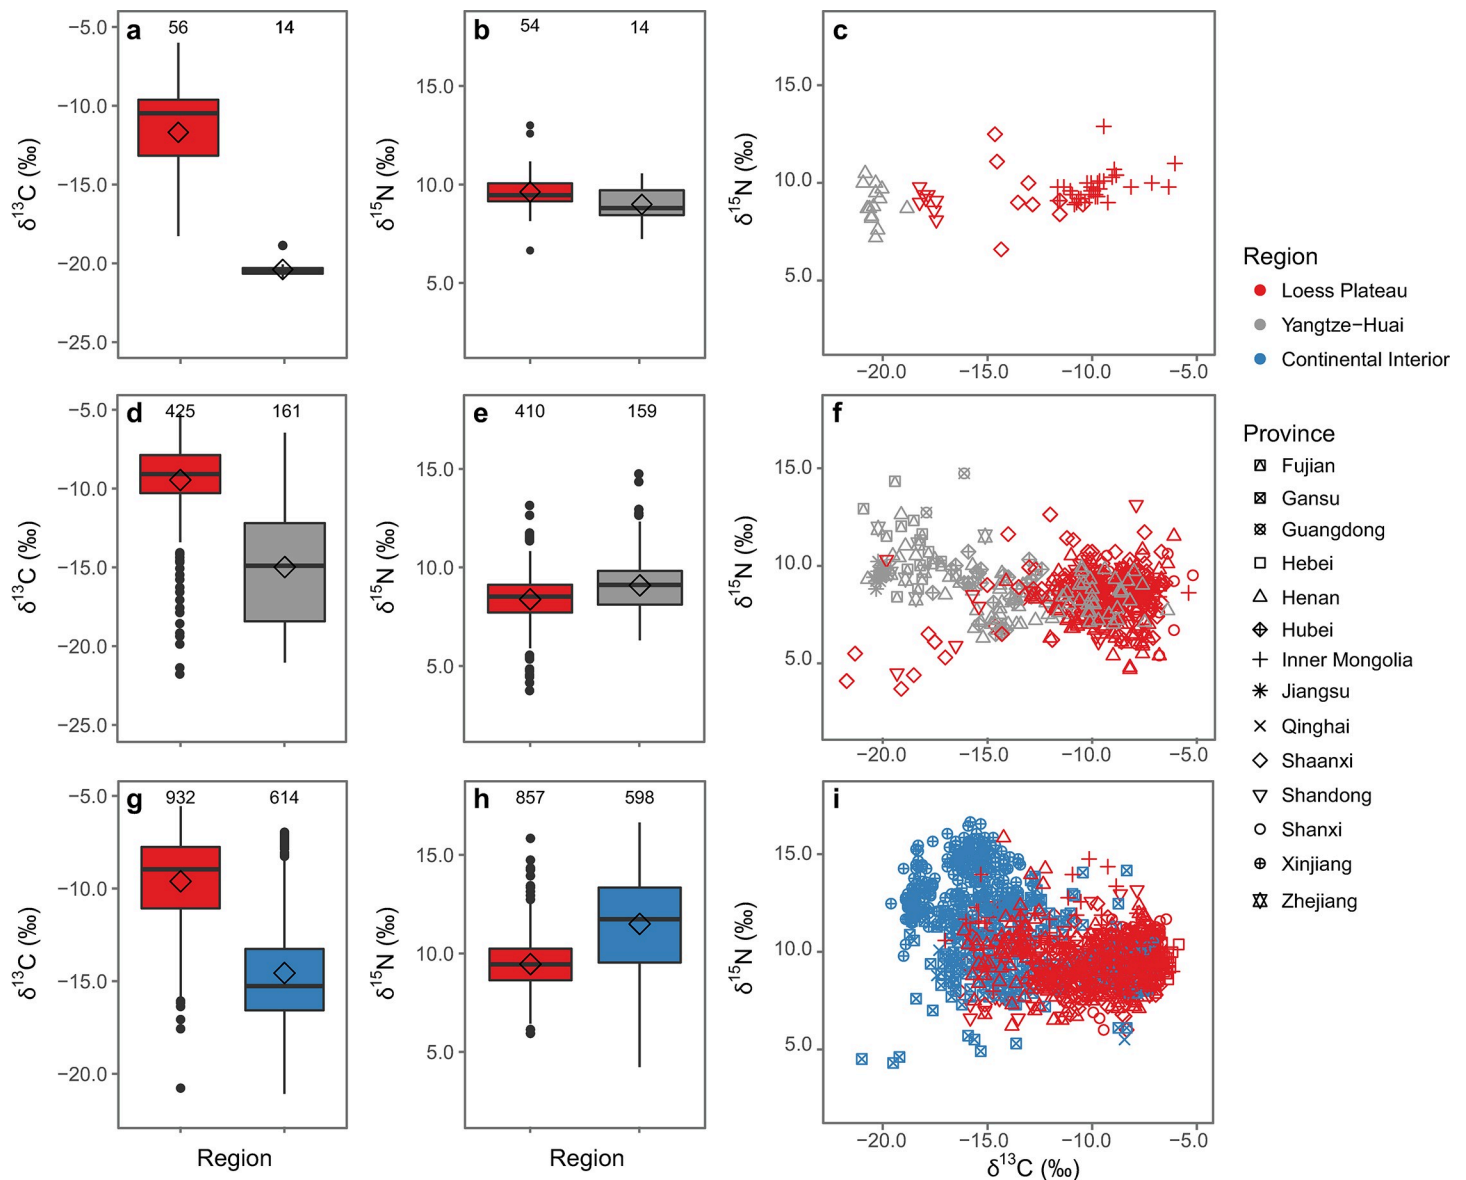 a
56
14
−5.0
−10.0
−15.0
−20.0
−25.0
δ13C (‰)
b
54
14
15.0
10.0
5.0
δ15N (‰)
c
15.0
10.0
5.0
δ15N (‰)
−20.0
−15.0
−10.0
−5.0
d
425
161
−5.0
−10.0
−15.0
−20.0
−25.0
δ13C (‰)
e
410
159
15.0
10.0
5.0
δ15N (‰)
f
15.0
10.0
5.0
δ15N (‰)
−20.0
−15.0
−10.0
−5.0
g
932
614
−5.0
−10.0
−15.0
−20.0
δ13C (‰)
Region
h
857
598
15.0
10.0
5.0
δ15N (‰)
Region
i
15.0
10.0
5.0
δ15N (‰)
−20.0
−15.0
−10.0
−5.0
δ13C (‰)
Region
Loess Plateau
Yangtze−Huai
Continental Interior
Province
Fujian
Gansu
Guangdong
Hebei
Henan
Hubei
Inner Mongolia
Jiangsu
Qinghai
Shaanxi
Shandong
Shanxi
Xinjiang
Zhejiang